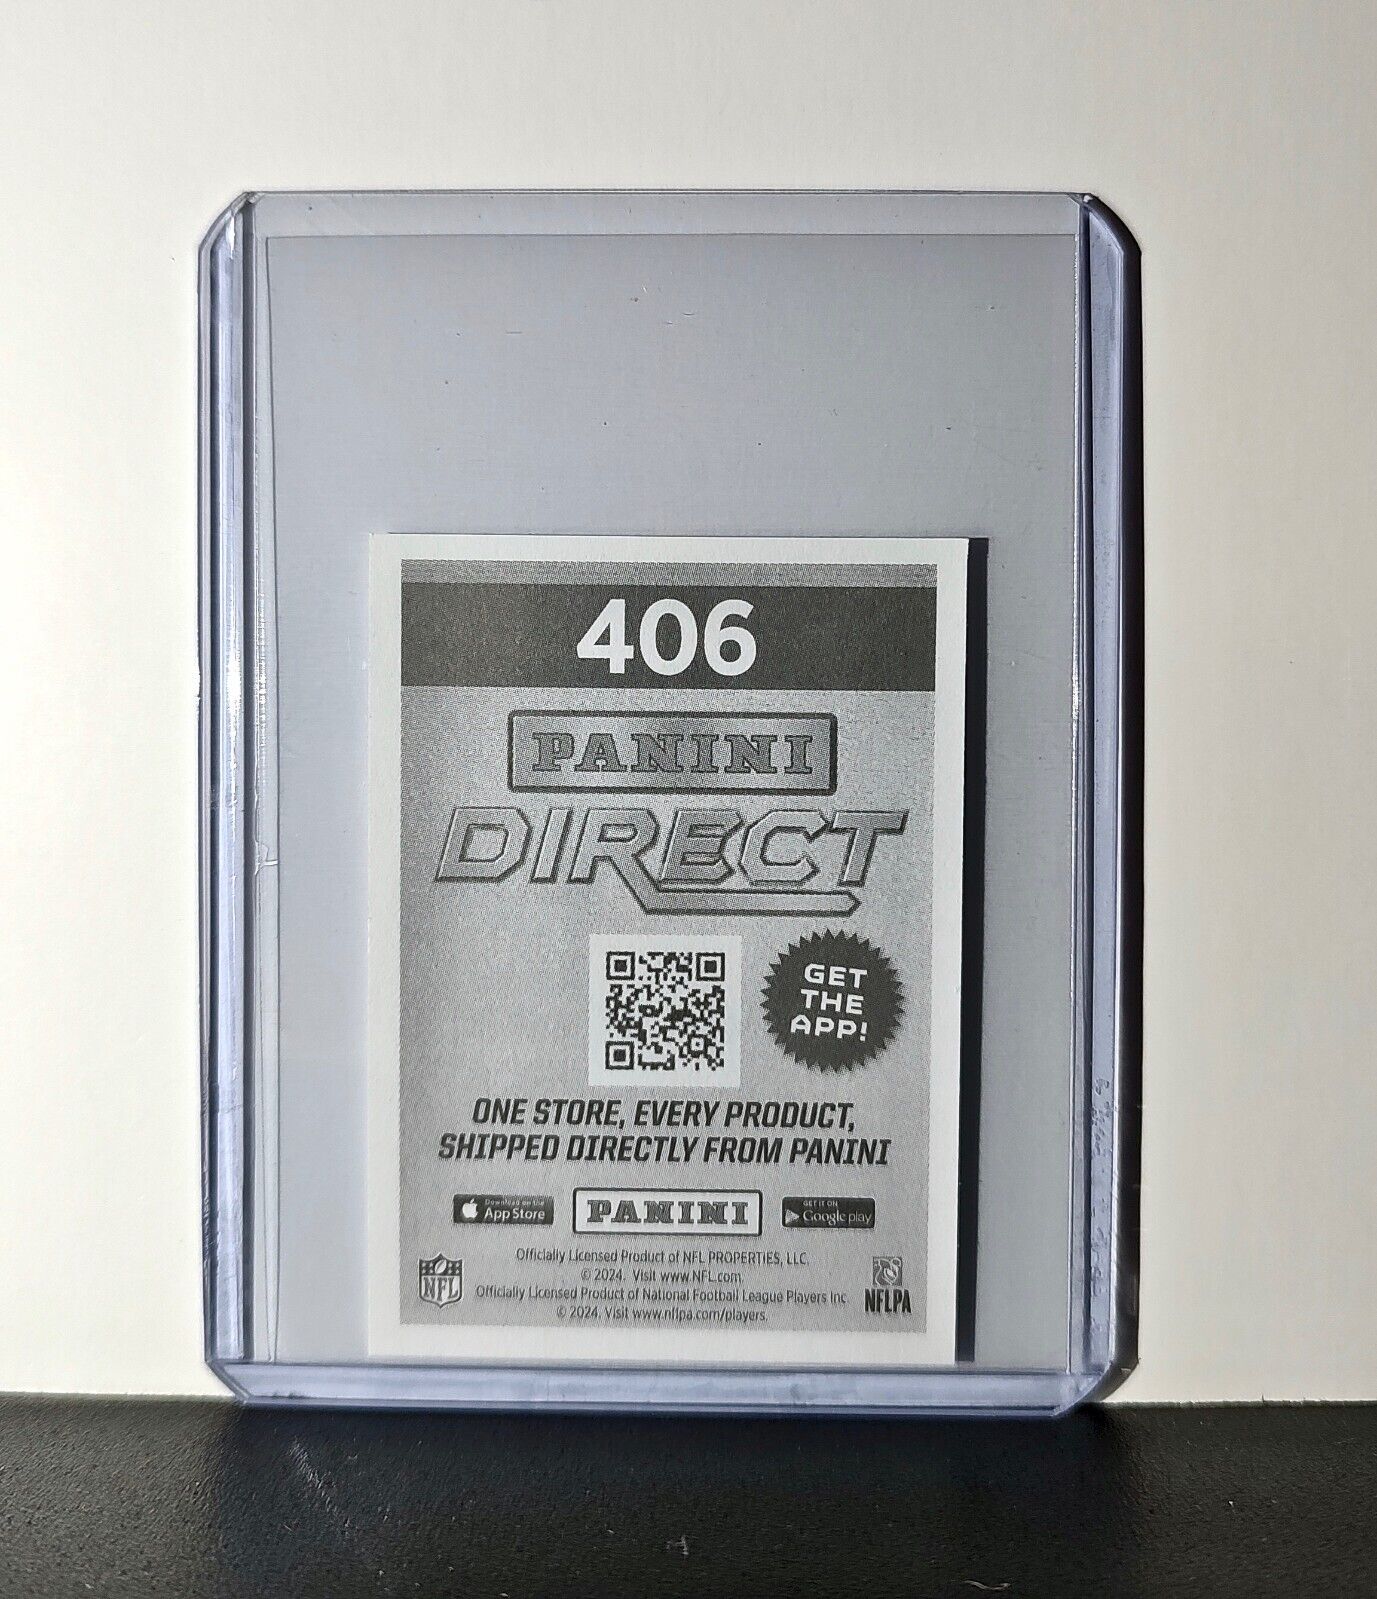 406
PANINI
DIRECT
GET
THE
APP!
ONE STORE, EVERY PRODUCT,
SHIPPED DIRECTLY FROM PANINI
Download on the
App Store
PANINI
GET IT ON
Google play
Officially Licensed Product of NFL PROPERTIES, LLC.
© 2024. Visit www.NFL.com.
Officially Licensed Product of National Football League Players Inc
© 2024. Visit www.nflpa.com/players.
NFL
NFLPA